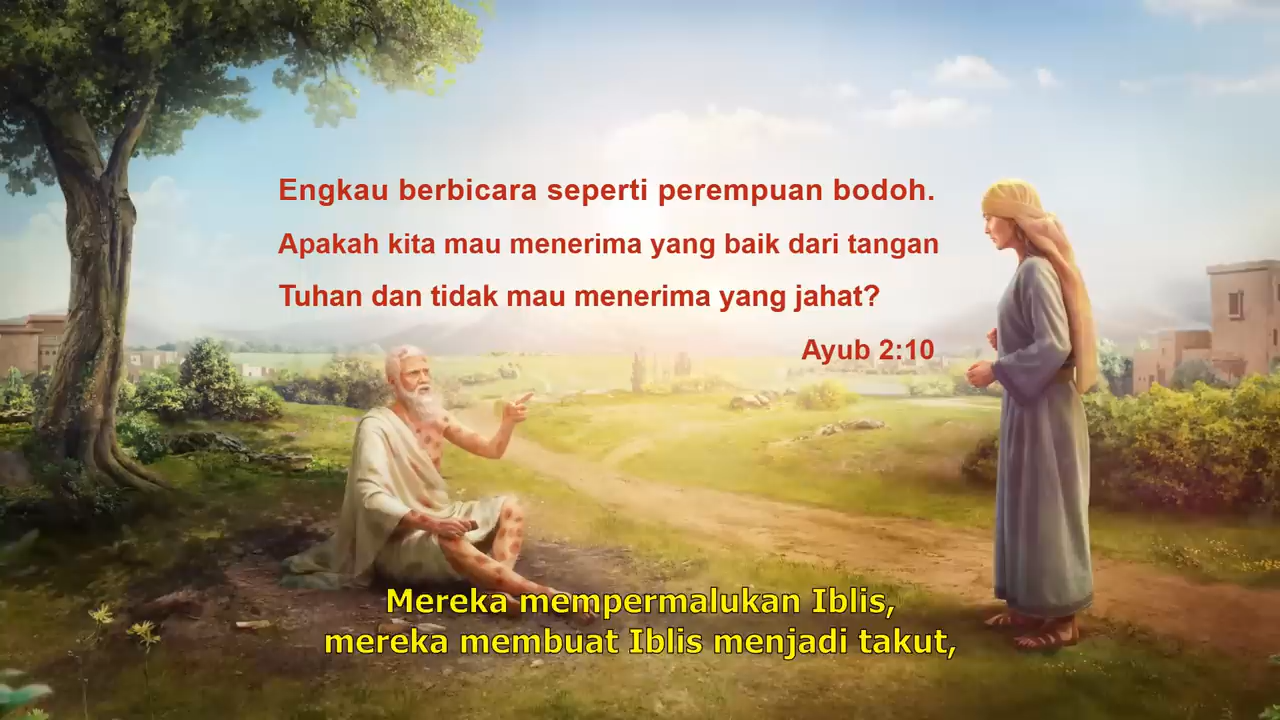 Engkau berbicara seperti perempuan bodoh.
Apakah kita mau menerima yang baik dari tangan
Tuhan dan tidak mau menerima yang jahat?
Ayub 2:10
Mereka mempermalukan Iblis,
mereka membuat Iblis menjadi takut,